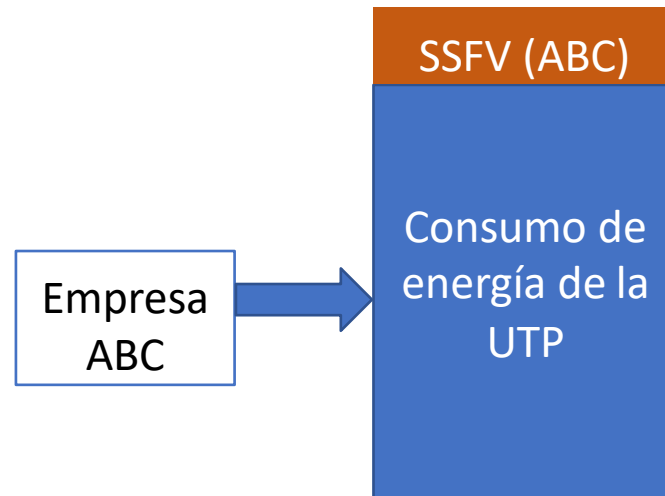 SSFV (ABC)
Consumo de
energía de la
UTP
Empresa
ABC